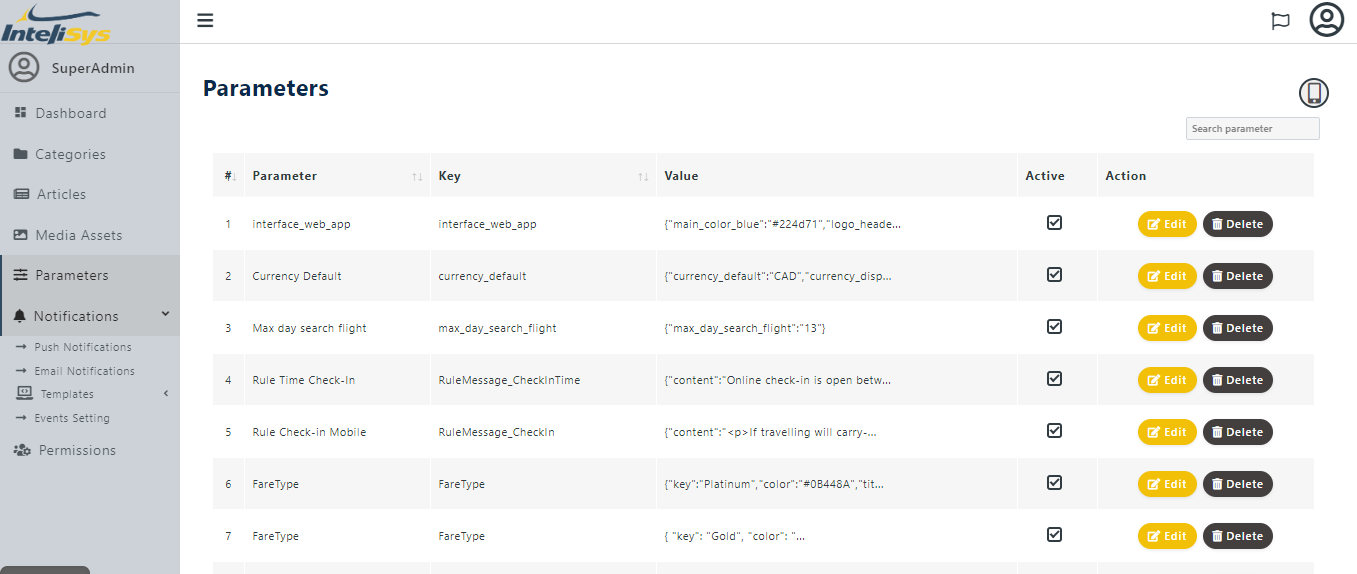 InteliSys
SuperAdmin
Dashboard
Categories
Articles
Media Assets
Parameters
Notifications
Push Notifications
Email Notifications
Templates
Events Setting
Permissions
Parameters
Search parameter
# Parameter Key Value Active Action
1 interface_web_app interface_web_app {"main_color_blue":"#224d71","logo_heade... Edit Delete
2 Currency Default currency_default {"currency_default":"CAD","currency_disp... Edit Delete
3 Max day search flight max_day_search_flight {"max_day_search_flight":"13"} Edit Delete
4 Rule Time Check-In RuleMessage_CheckInTime {"content":"Online check-in is open betw... Edit Delete
5 Rule Check-in Mobile RuleMessage_CheckIn {"content":"<p>If travelling will carry-... Edit Delete
6 FareType FareType {"key":"Platinum","color":"#0B448A","tit... Edit Delete
7 FareType FareType { "key": "Gold", "color": "... Edit Delete